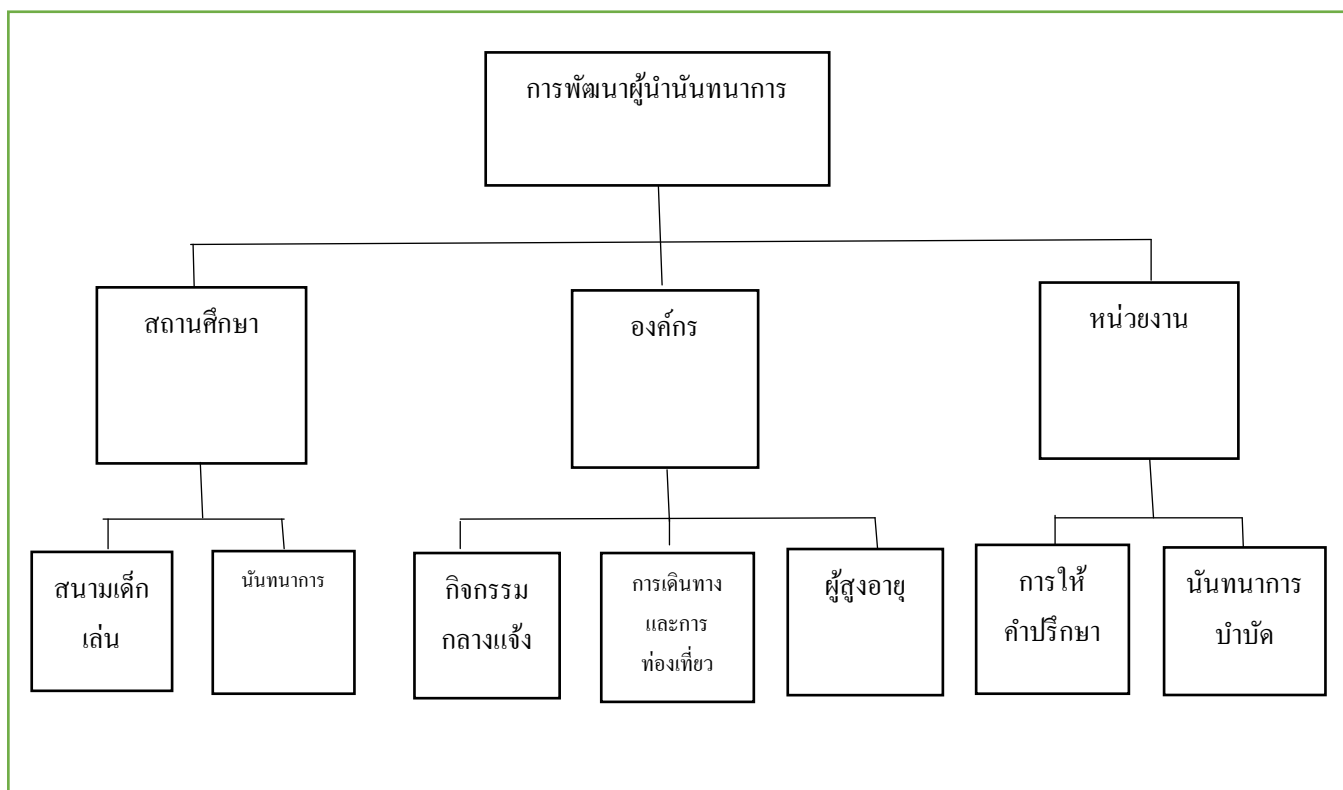 การพัฒนาผู้นำนันทนาการ
สถานศึกษา
องค์กร
หน่วยงาน
สนามเด็ก
เล่น
นันทนาการ
กิจกรรม
กลางแจ้ง
การเดินทาง
และการ
ท่องเที่ยว
ผู้สูงอายุ
การให้
คำปรึกษา
นันทนาการ
บำบัด